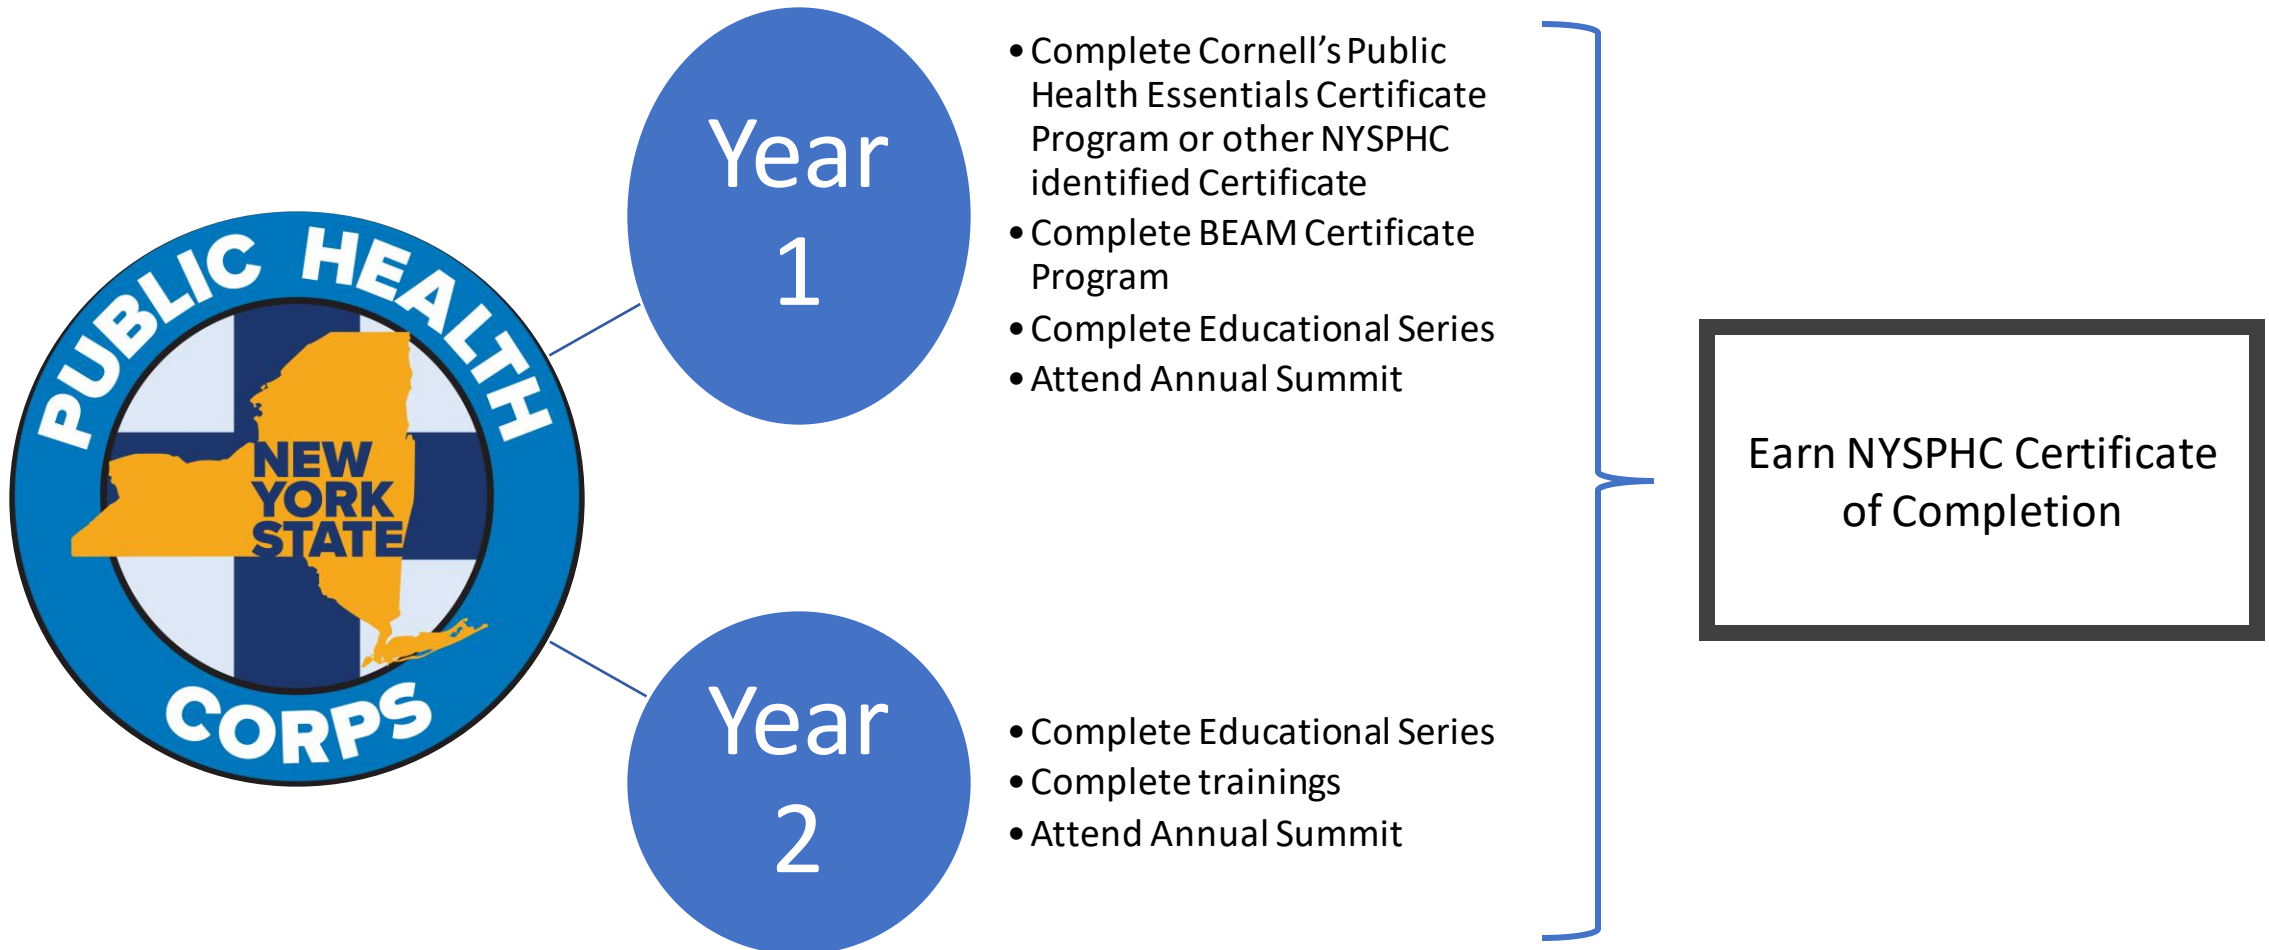 PUBLIC HEALTH
NEW
YORK
STATE
CORPS
Year
1
•Complete Cornell's Public
Health Essentials Certificate
Program or other NYSPHC
identified Certificate
•Complete BEAM Certificate
Program
•Complete Educational Series
•Attend Annual Summit
Year
2
•Complete Educational Series
•Complete trainings
•Attend Annual Summit
Earn NYSPHC Certificate
of Completion